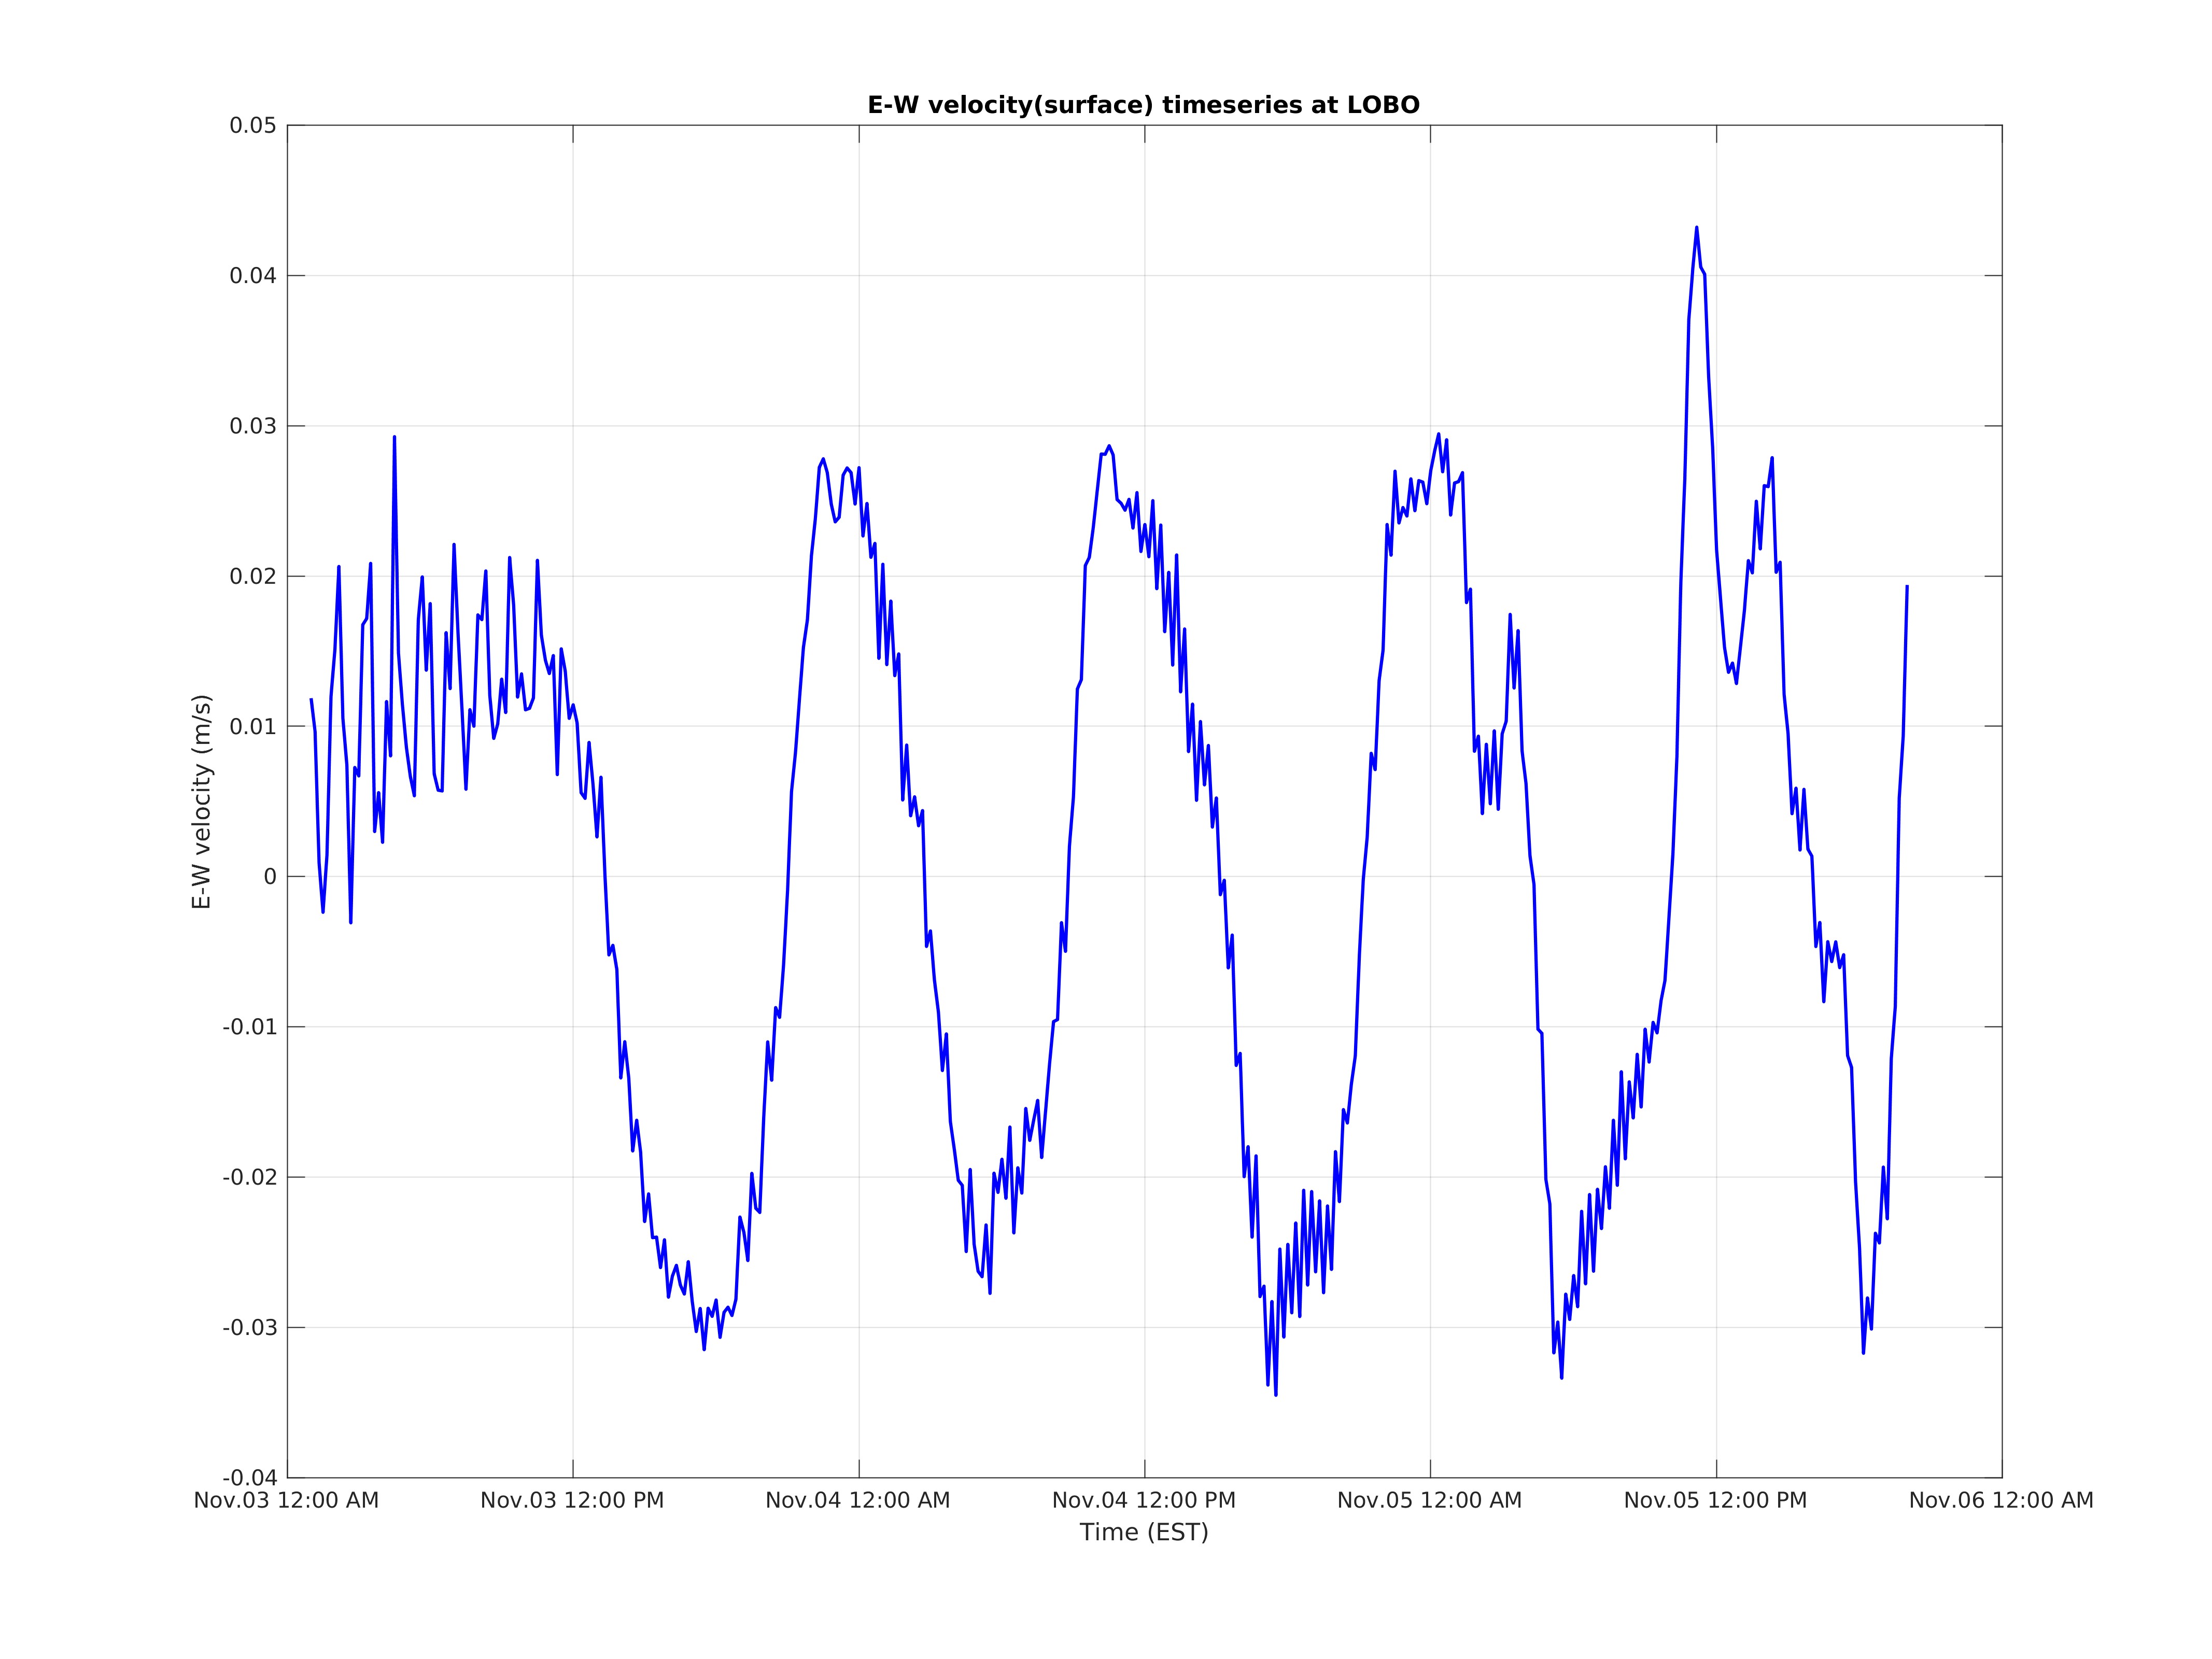 E-W velocity(surface) timeseries at LOBO
0.05
0.04
0.03
0.02
0.01
0
-0.01
-0.02
-0.03
-0.04
E-W velocity (m/s)
Nov.03 12:00 AM Nov.03 12:00 PM Nov.04 12:00 AM Nov.04 12:00 PM Nov.05 12:00 AM Nov.05 12:00 PM Nov.06 12:00 AM
Time (EST)